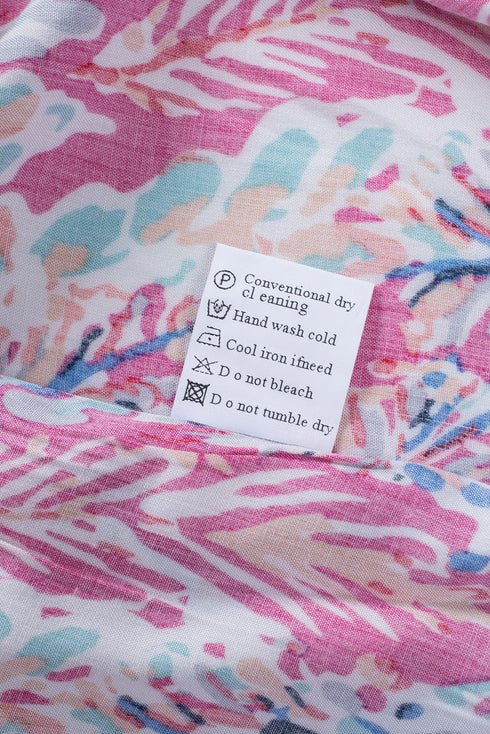 P Conventional dry
cl eaning
Hand wash cold
Cool iron ifneed
D o not bleach
D o not tumble dry